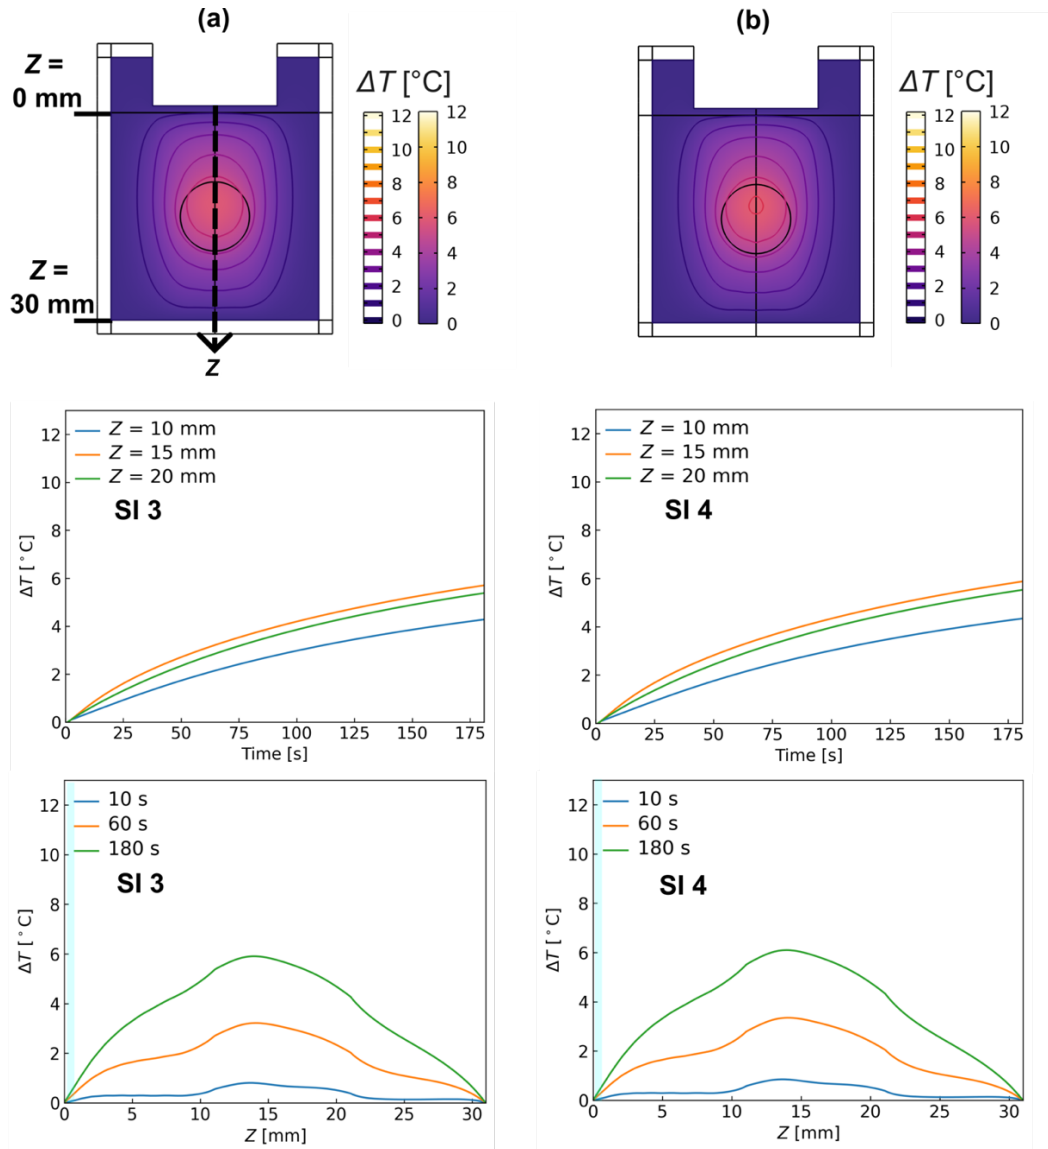 (a)
(b)
Z =
0 mm
Z =
30 mm
z
ΔT [°C]
12
10
8
6
4
2
0
12
10
8
6
4
2
0
ΔT [°C]
12
10
8
6
4
2
0
12
10
8
6
4
2
0
Z = 10 mm
Z = 15 mm
Z = 20 mm
SI 3
ΔT [°C]
12
10
8
6
4
2
0
0 25 50 75 100 125 150 175
Time [s]
Z = 10 mm
Z = 15 mm
Z = 20 mm
SI 4
ΔT [°C]
12
10
8
6
4
2
0
0 25 50 75 100 125 150 175
Time [s]
10 s
60 s
180 s
SI 3
ΔT [°C]
12
10
8
6
4
2
0
0 5 10 15 20 25 30
Z [mm]
10 s
60 s
180 s
SI 4
ΔT [°C]
12
10
8
6
4
2
0
0 5 10 15 20 25 30
Z [mm]